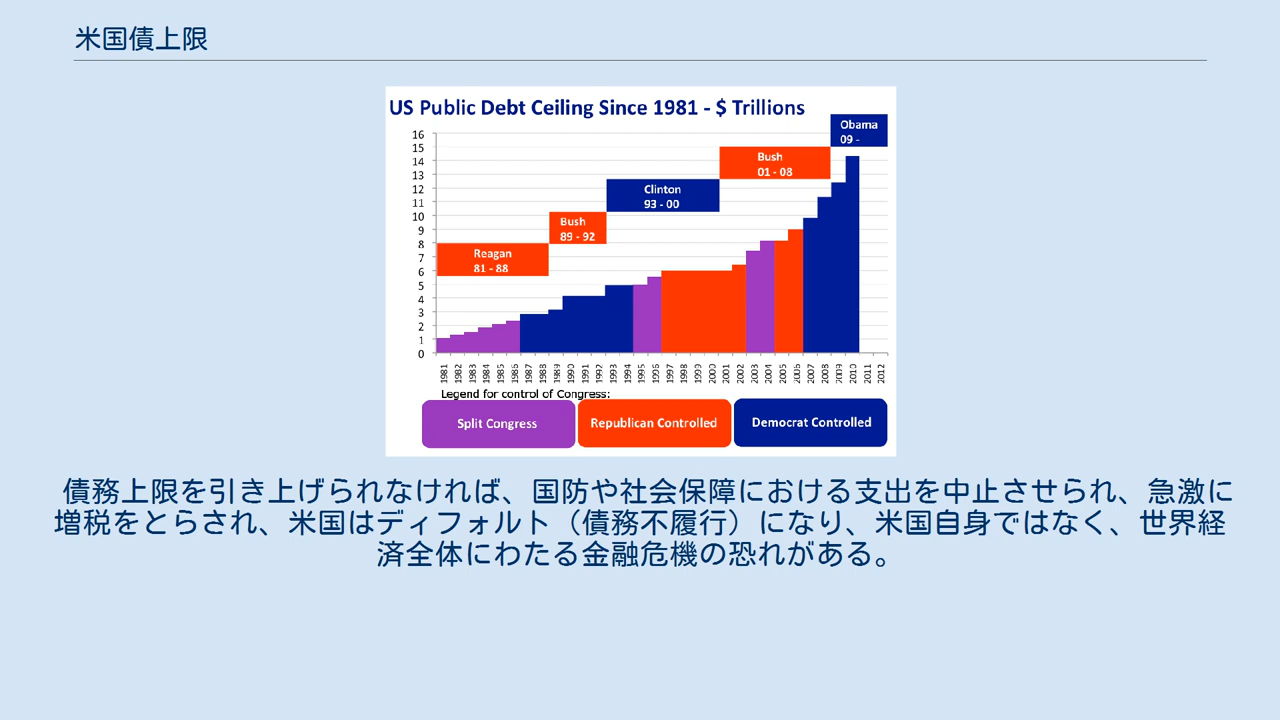 米国債上限
US Public Debt Ceiling Since 1981 - $ Trillions
Obama
09 -
Bush
01 - 08
Clinton
93 - 00
Bush
89 - 92
Reagan
81 - 88
16
15
14
13
12
11
10
9
8
7
6
5
4
3
2
1
0
1981 1982 1983 1984 1985 1986 1987 1988 1989 1990 1991 1992 1993 1994 1995 1996 1997 1998 1999 2000 2001 2002 2003 2004 2005 2006 2007 2008 2009 2010 2011 2012
Legend for control of Congress:
Split Congress
Republican Controlled
Democrat Controlled
債務上限を引き上げられなければ、国防や社会保障における支出を中止させられ、急激に
増税をとらされ、米国はディフォルト（債務不履行）になり、米国自身ではなく、世界経
済全体にわたる金融危機の恐れがある。